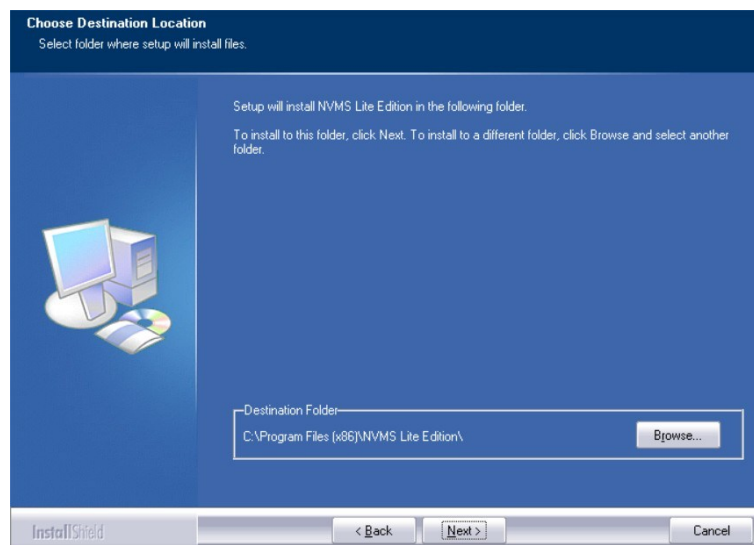 Choose Destination Location
Select folder where setup will install files.
Setup will install NVMS Lite Edition in the following folder.
To install to this folder, click Next. To install to a different folder, click Browse and select another
folder.
Destination Folder
C:\Program Files (x86)\NVMS Lite Edition\
Browse...
InstallShield
< Back
Next >
Cancel